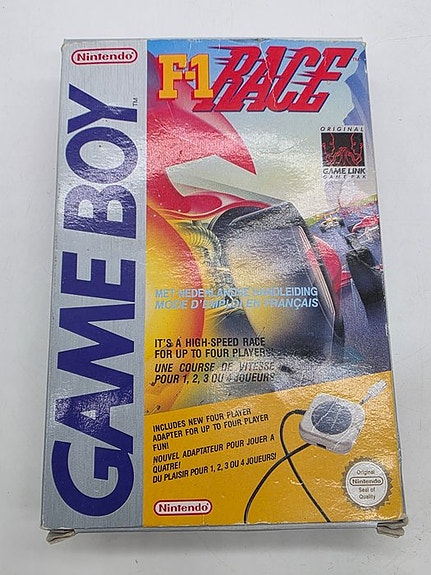 Nintendo
GAME BOY
TM
F-1 RACE
ORIGINAL
GAME LINK
GAME PAK
MET NEDERLANDSE HANDLEIDING
MODE D'EMPLOI EN FRANÇAIS
IT'S A HIGH-SPEED RACE
FOR UP TO FOUR PLAYERS!
UNE COURSE DE VITESSE
POUR 1, 2, 3 OU 4 JOUEURS
INCLUDES NEW FOUR PLAYER
ADAPTER FOR UP TO FOUR PLAYER
FUN!
NOUVEL ADAPTATEUR POUR JOUER A
QUATRE!
DU PLAISIR POUR 1, 2, 3 OU 4 JOUEURS!
Nintendo
Original
Nintendo
Seal of
Quality